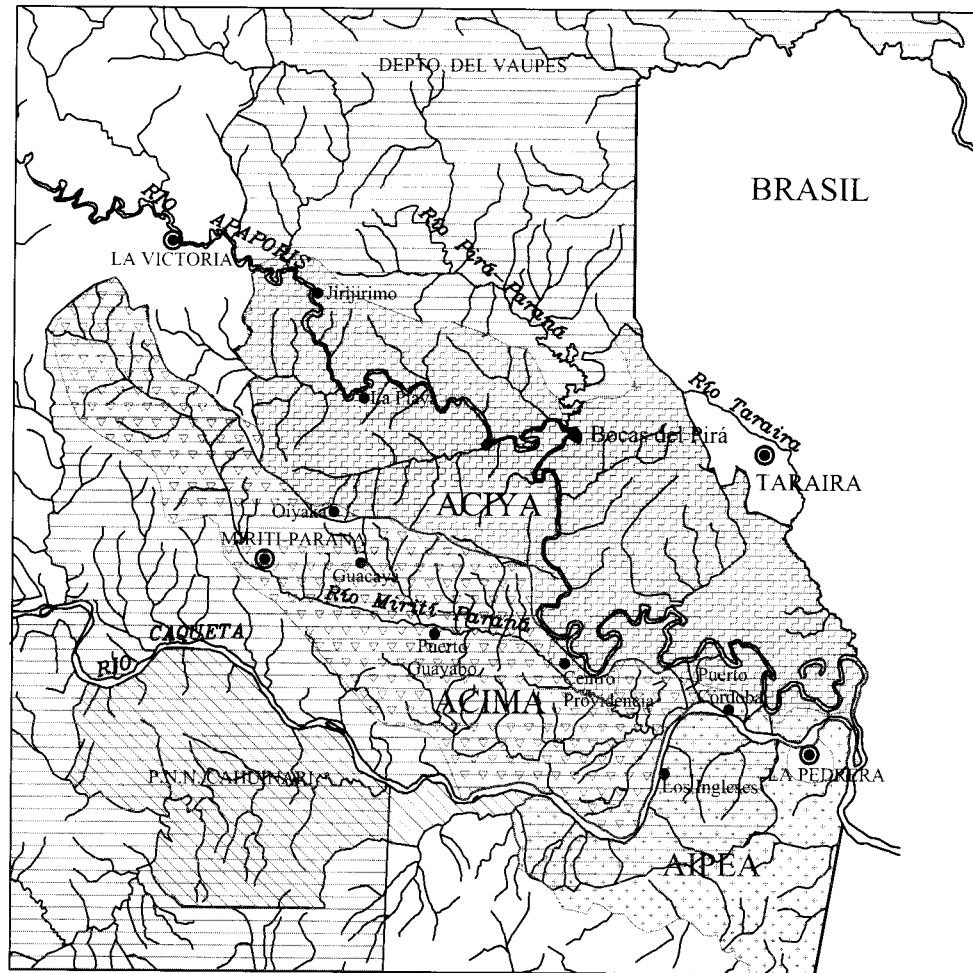 DEPTO. DEL VAUPES
BRASIL
RIO APAPORIS
Río Pirá-Paraná
LA VICTORIA
Jirijirimo
Río Taraira
La Playa
Bocas del Pirá
TARAIRA
ACIYA
Oiyaka
MIRITI-PARANA
Guacaya
Río Miriti-Paraná
CAQUETA
RIO
Puerto
Guayabo
Centro
Providencia
Puerto
Córdoba
ACIMA
P.N.N. CAHUINARI
LA PEDRERA
Los Ingleses
AIPEA